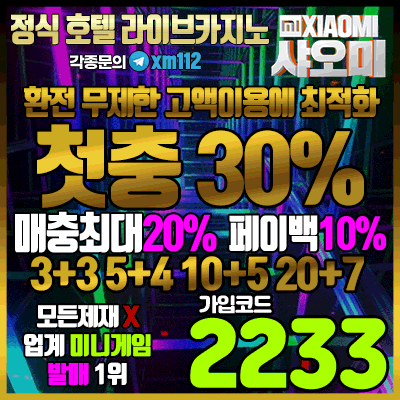 정식 호텔 라이브카지노
각종문의 xm112
XIAOMI
샤오미
환전 무제한 고액이용에 최적화
첫충 30%
매충최대20% 페이백10%
3+3 5+4 10+5 20+7
모든제재 X
업계 미니게임
발매 1위
가입코드
2233